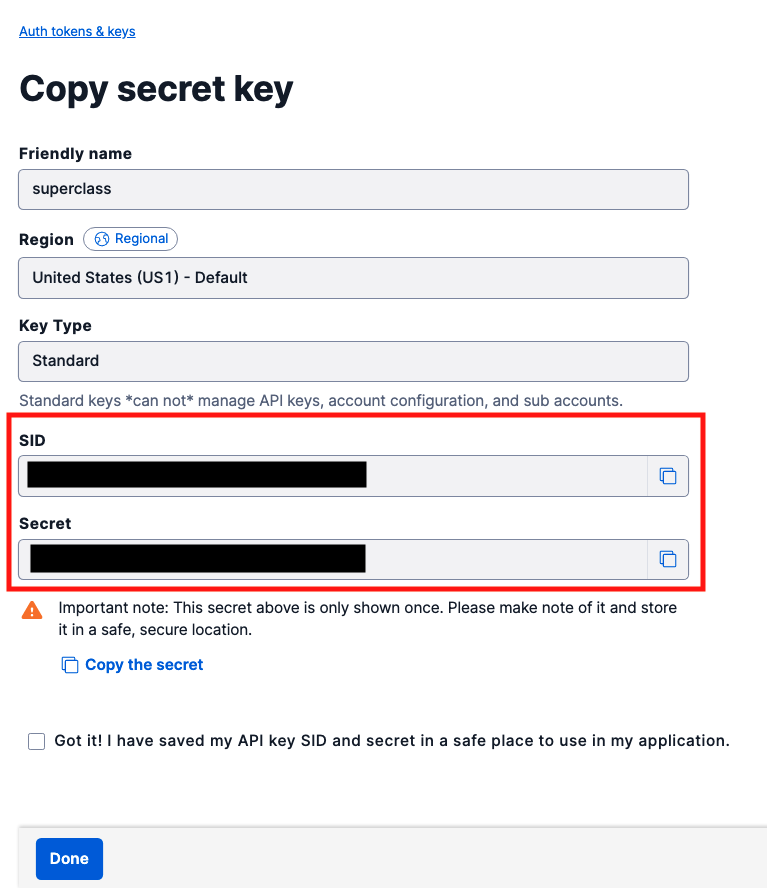 Auth tokens & keys
Copy secret key
Friendly name
superclass
Region Regional
United States (US1) - Default
Key Type
Standard
Standard keys *can not* manage API keys, account configuration, and sub accounts.
SID
Secret
Important note: This secret above is only shown once. Please make note of it and store
it in a safe, secure location.
Copy the secret
Got it! I have saved my API key SID and secret in a safe place to use in my application.
Done